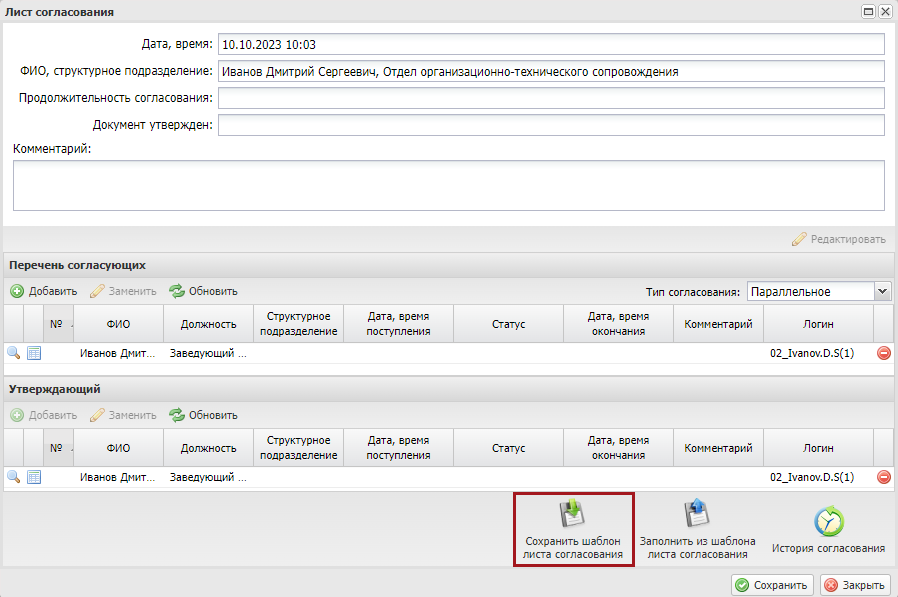 Лист согласования
Дата, время: 10.10.2023 10:03
ФИО, структурное подразделение: Иванов Дмитрий Сергеевич, Отдел организационно-технического сопровождения
Продолжительность согласования:
Документ утвержден:
Комментарий:
Редактировать
Перечень согласующих
Добавить Заменить Обновить Тип согласования: Параллельное
№ ФИО Должность Структурное подразделение Дата, время поступления Статус Дата, время окончания Комментарий Логин
Иванов Дмит... Заведующий ... 02_Ivanov.D.S(1)
Утверждающий
Добавить Заменить Обновить
№ ФИО Должность Структурное подразделение Дата, время поступления Статус Дата, время окончания Комментарий Логин
Иванов Дмит... Заведующий ... 02_Ivanov.D.S(1)
Сохранить шаблон листа согласования
Заполнить из шаблона листа согласования
История согласования
Сохранить Закрыть